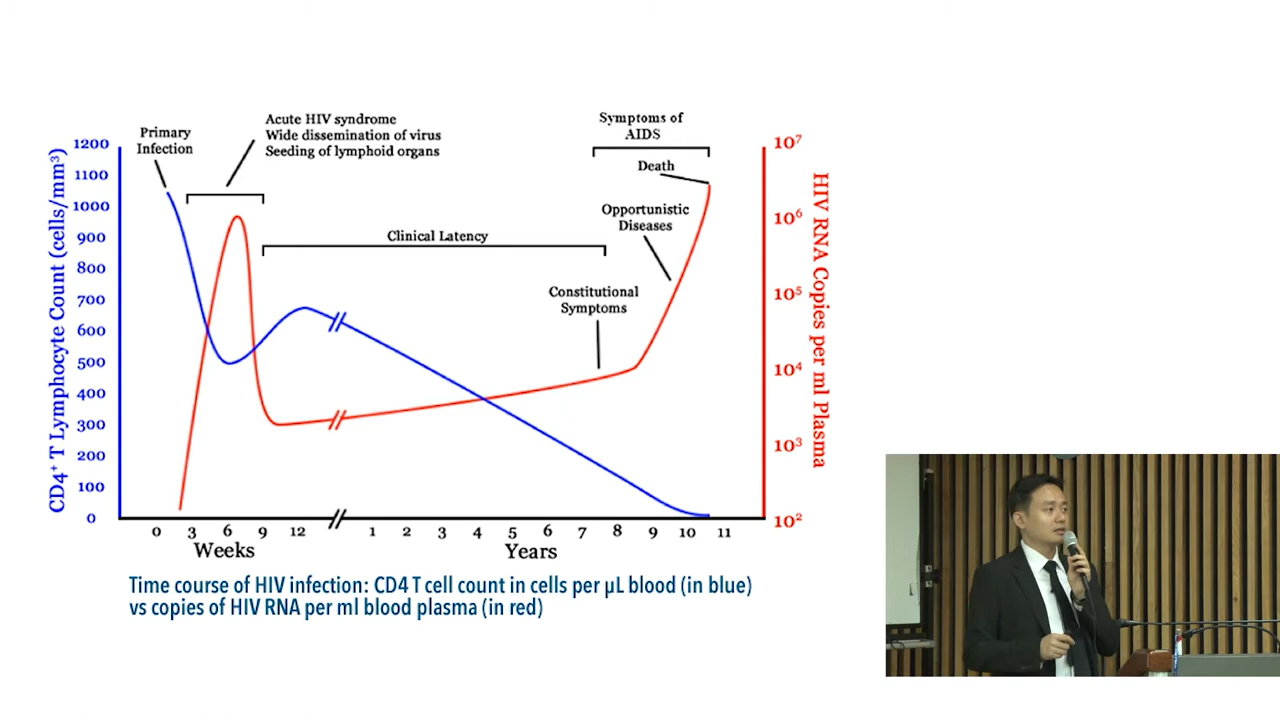 Primary
Infection
Acute HIV syndrome
Wide dissemination of virus
Seeding of lymphoid organs
Symptoms of
AIDS
Death
Opportunistic
Diseases
Clinical Latency
Constitutional
Symptoms
CD4⁺ T Lymphocyte Count (cells/mm³)
1200
1100
1000
900
800
700
600
500
400
300
200
100
0
HIV RNA Copies per ml Plasma
10⁷
10⁶
10⁵
10⁴
10³
10²
0 3 6 9 12 1 2 3 4 5 6 7 8 9 10 11
Weeks Years
Time course of HIV infection: CD4 T cell count in cells per µL blood (in blue)
vs copies of HIV RNA per ml blood plasma (in red)